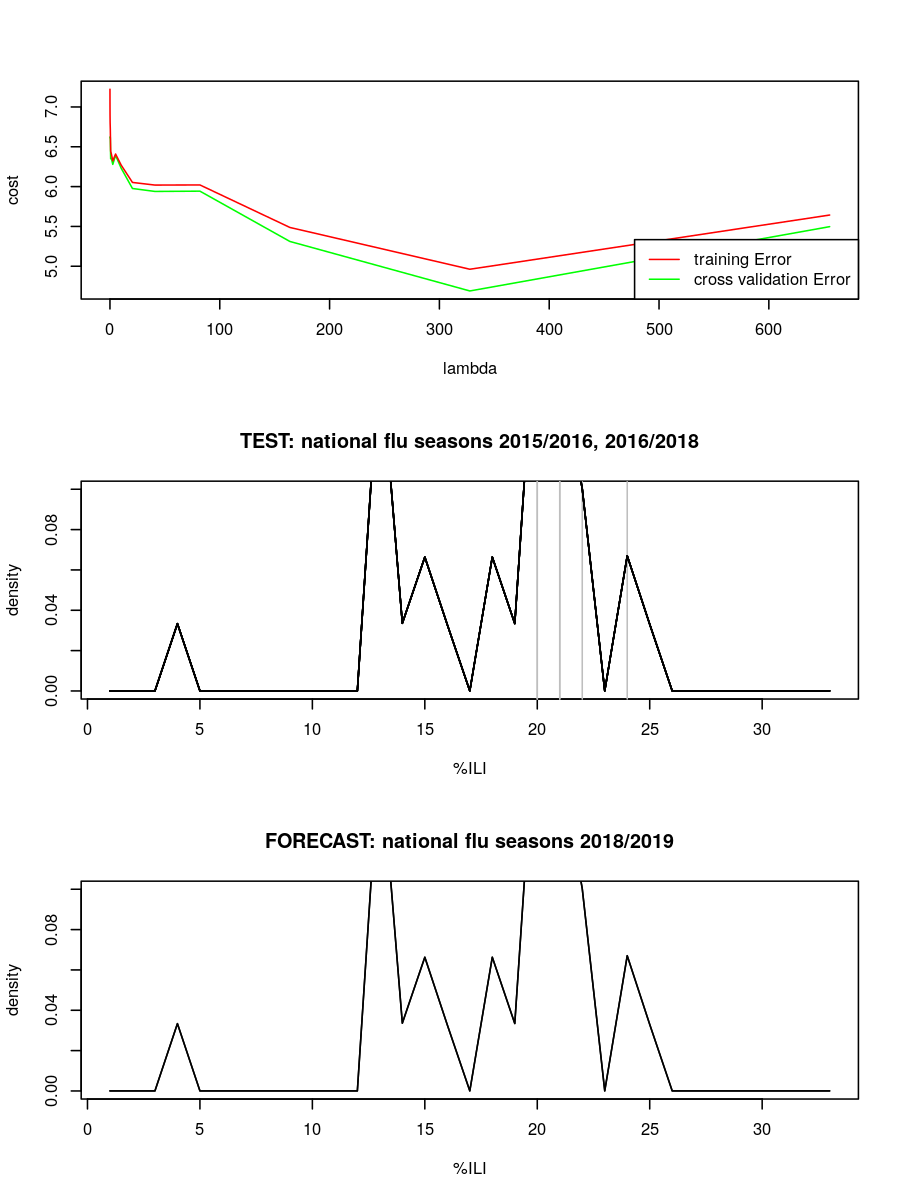 cost
7.0
6.5
6.0
5.5
5.0
training Error
cross validation Error
0 100 200 300 400 500 600
lambda
TEST: national flu seasons 2015/2016, 2016/2018
density
0.08
0.04
0.00
0 5 10 15 20 25 30
%ILI
FORECAST: national flu seasons 2018/2019
density
0.08
0.04
0.00
0 5 10 15 20 25 30
%ILI